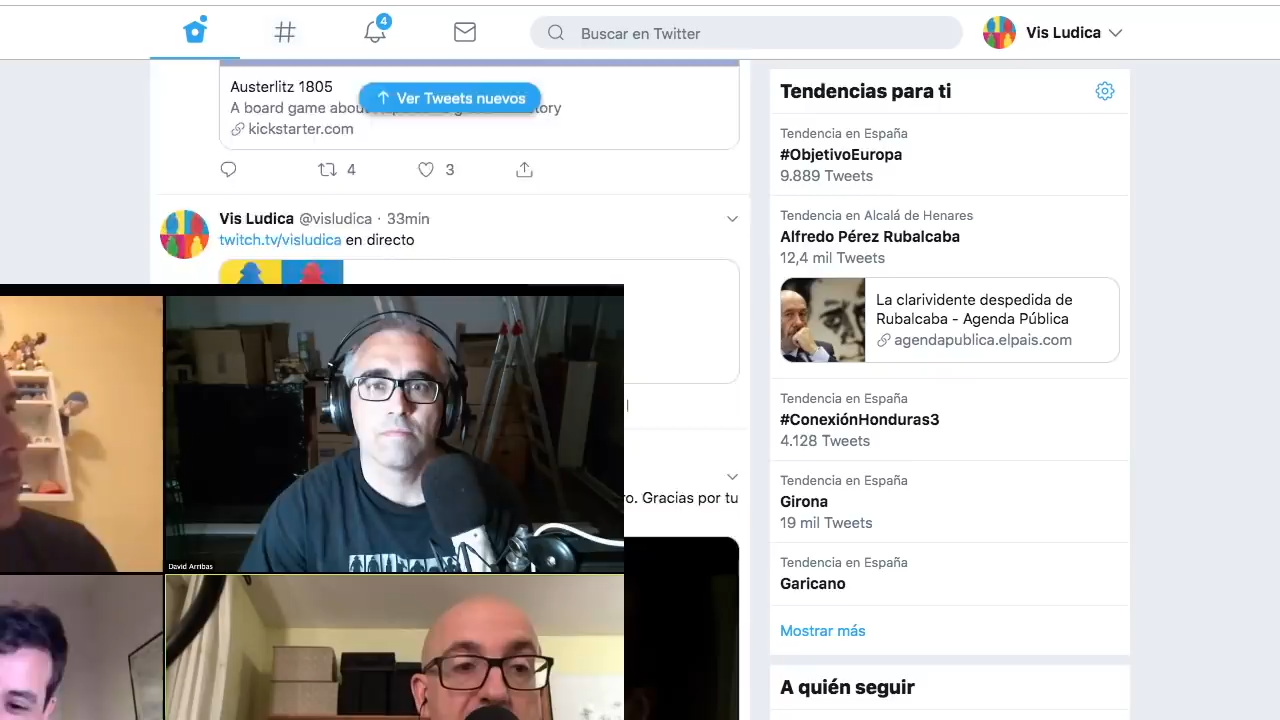 4
Buscar en Twitter
Vis Ludica
Austerlitz 1805
A board game abou
ory
kickstarter.com
Ver Tweets nuevos
4
3
Vis Ludica @visludica · 33min
twitch.tv/visludica en directo
ro. Gracias por tu
David Arribas
Tendencias para ti
Tendencia en España
#ObjetivoEuropa
9.889 Tweets
Tendencia en Alcalá de Henares
Alfredo Pérez Rubalcaba
12,4 mil Tweets
La clarividente despedida de
Rubalcaba - Agenda Pública
agendapublica.elpais.com
Tendencia en España
#ConexiónHonduras3
4.128 Tweets
Tendencia en España
Girona
19 mil Tweets
Tendencia en España
Garicano
Mostrar más
A quién seguir